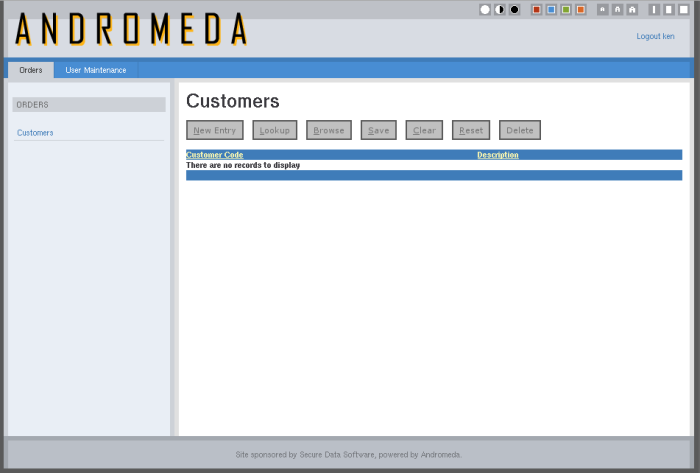 ANDROMEDA
A A A
Logout ken
Orders User Maintenance
ORDERS
Customers
Customers
New Entry Lookup Browse Save Clear Reset Delete
Customer Code Description
There are no records to display
Site sponsored by Secure Data Software, powered by Andromeda.